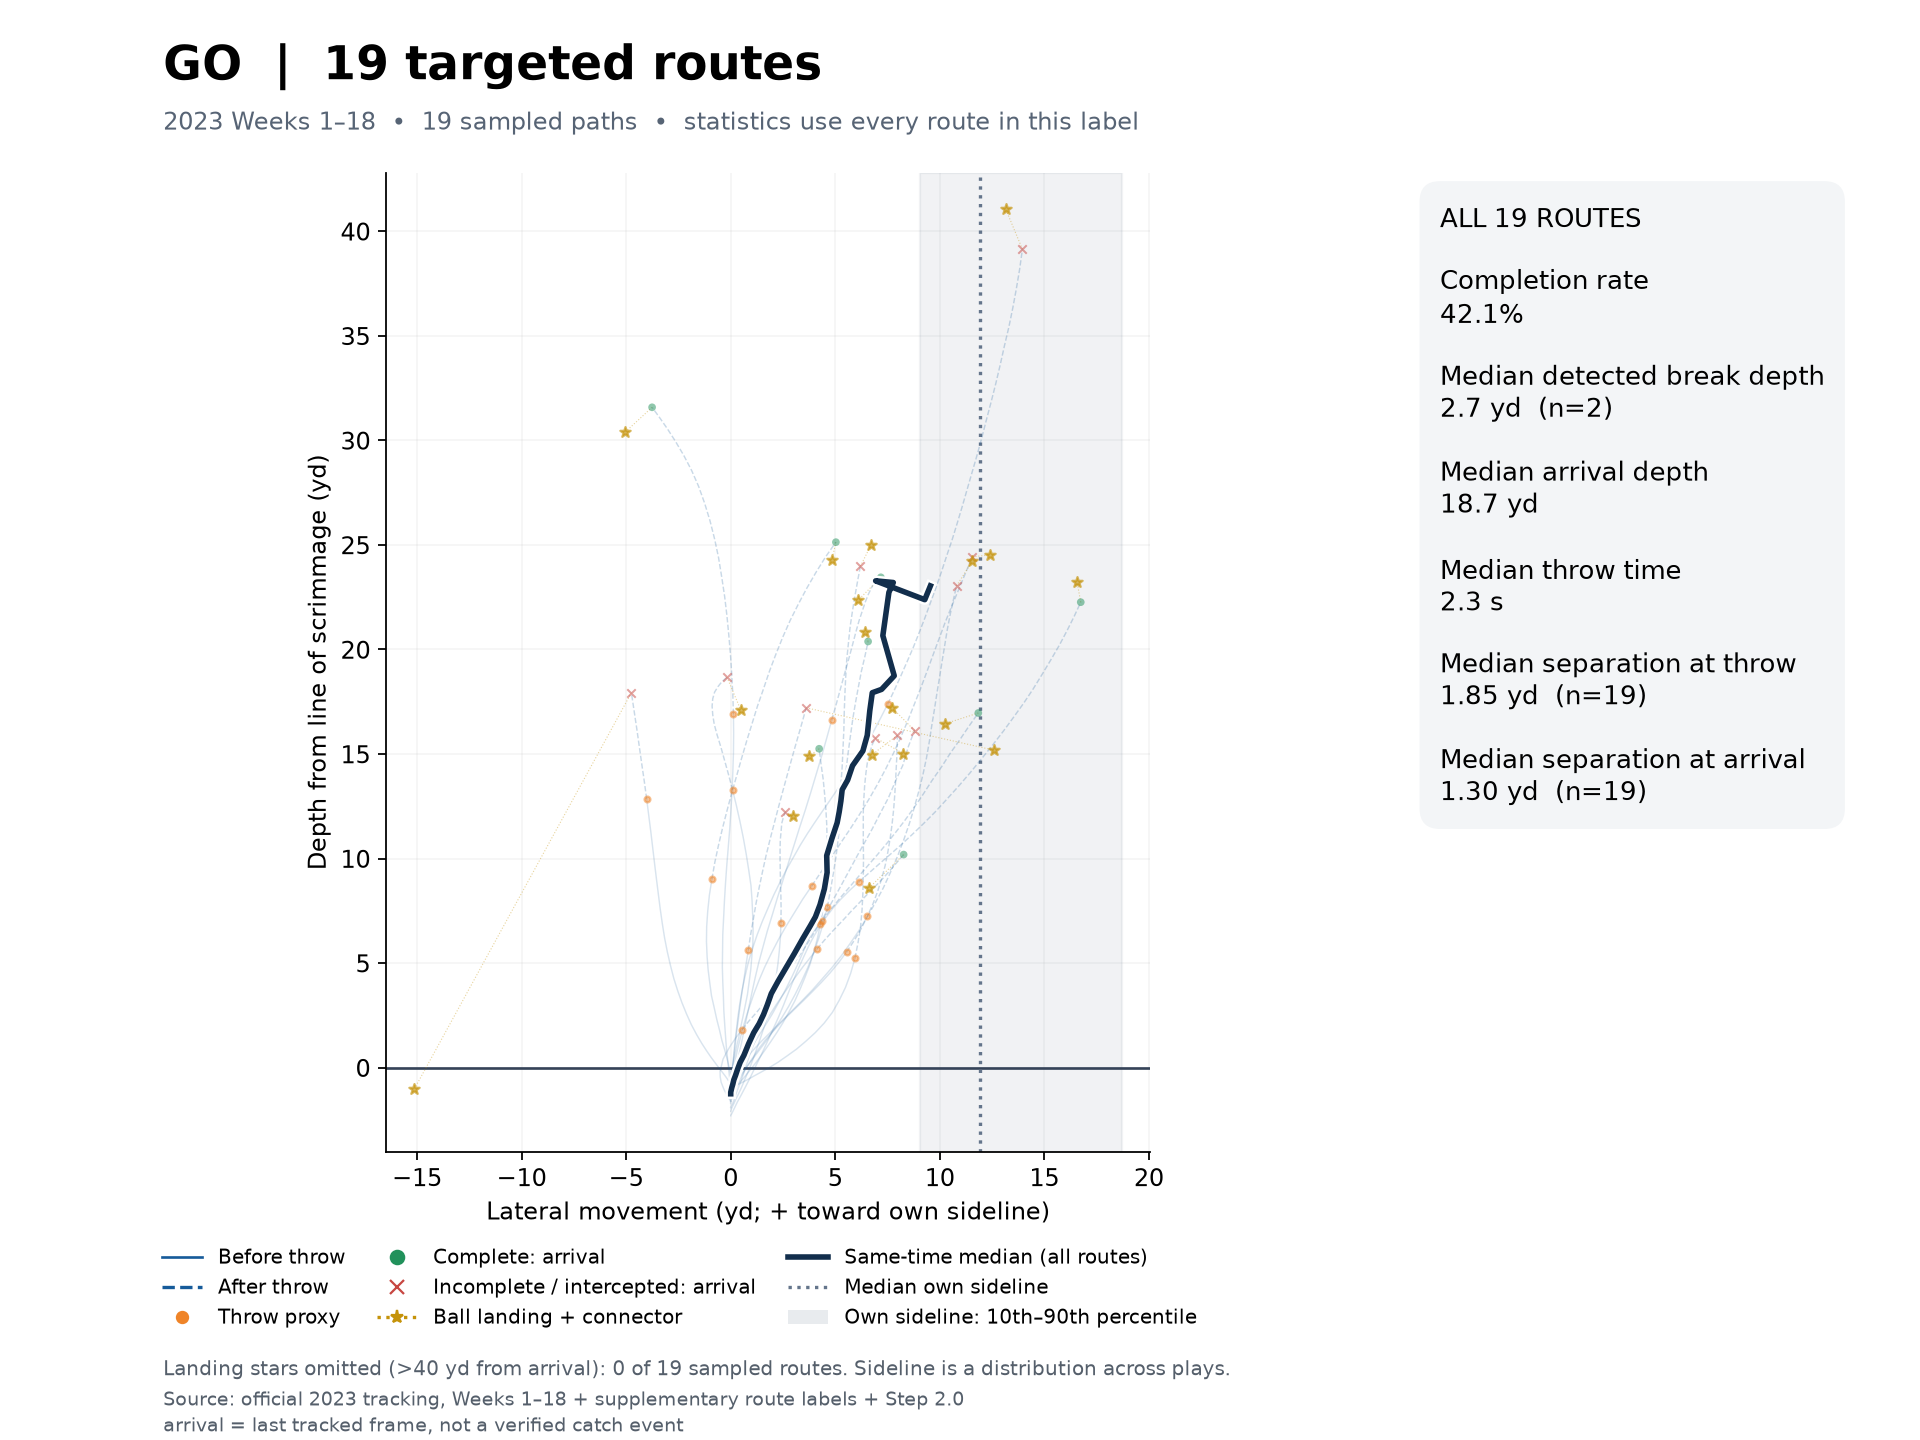 GO | 19 targeted routes
2023 Weeks 1–18 • 19 sampled paths • statistics use every route in this label
Depth from line of scrimmage (yd)
40
35
30
25
20
15
10
5
0
−15 −10 −5 0 5 10 15 20
Lateral movement (yd; + toward own sideline)
ALL 19 ROUTES
Completion rate
42.1%
Median detected break depth
2.7 yd (n=2)
Median arrival depth
18.7 yd
Median throw time
2.3 s
Median separation at throw
1.85 yd (n=19)
Median separation at arrival
1.30 yd (n=19)
Before throw
After throw
Throw proxy
Complete: arrival
Incomplete / intercepted: arrival
Ball landing + connector
Same-time median (all routes)
Median own sideline
Own sideline: 10th–90th percentile
Landing stars omitted (>40 yd from arrival): 0 of 19 sampled routes. Sideline is a distribution across plays.
Source: official 2023 tracking, Weeks 1–18 + supplementary route labels + Step 2.0
arrival = last tracked frame, not a verified catch event